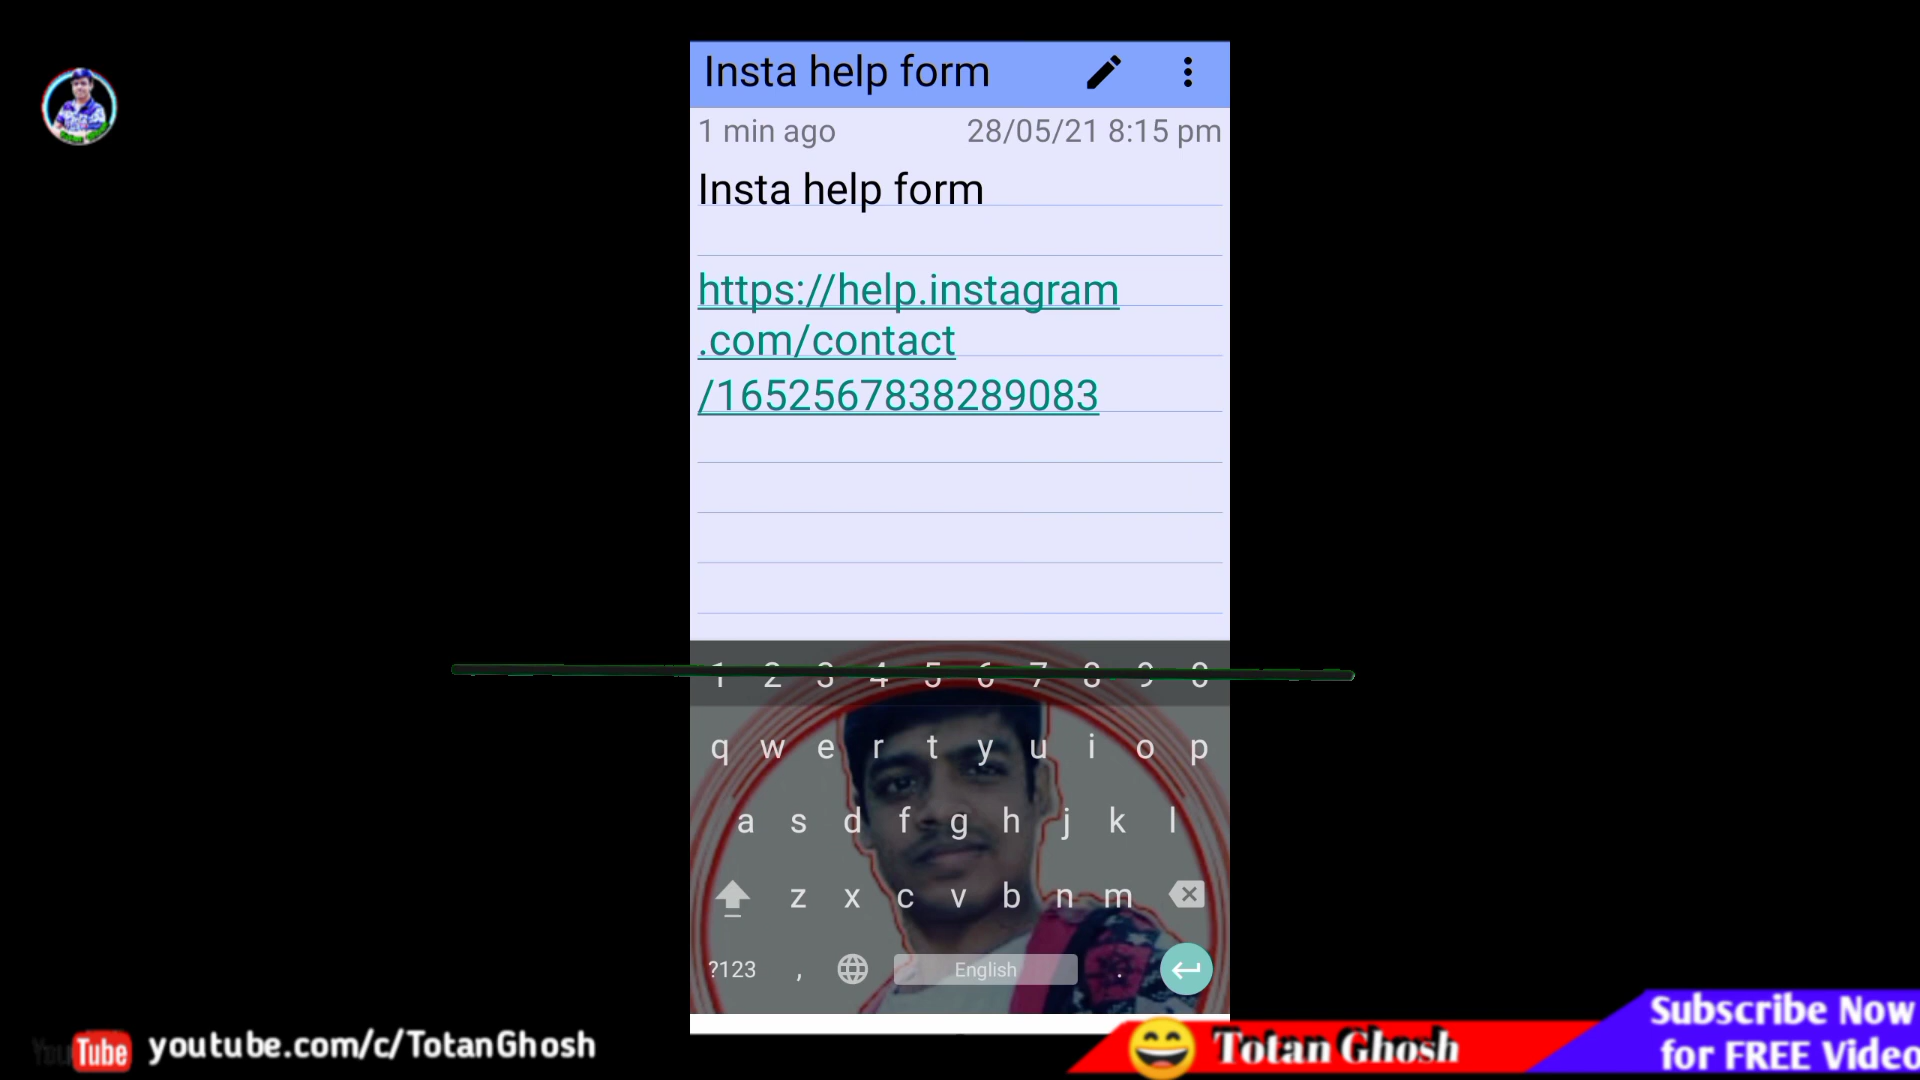 Insta help form
1 min ago 28/05/21 8:15 pm
Insta help form
https://help.instagram
.com/contact
/1652567838289083
1 2 3 4 5 6 7 8 9 0
q w e r t y u i o p
a s d f g h j k l
z x c v b n m
?123 , English .
YouTube youtube.com/c/TotanGhosh
Totan Ghosh
Subscribe Now
for FREE Video